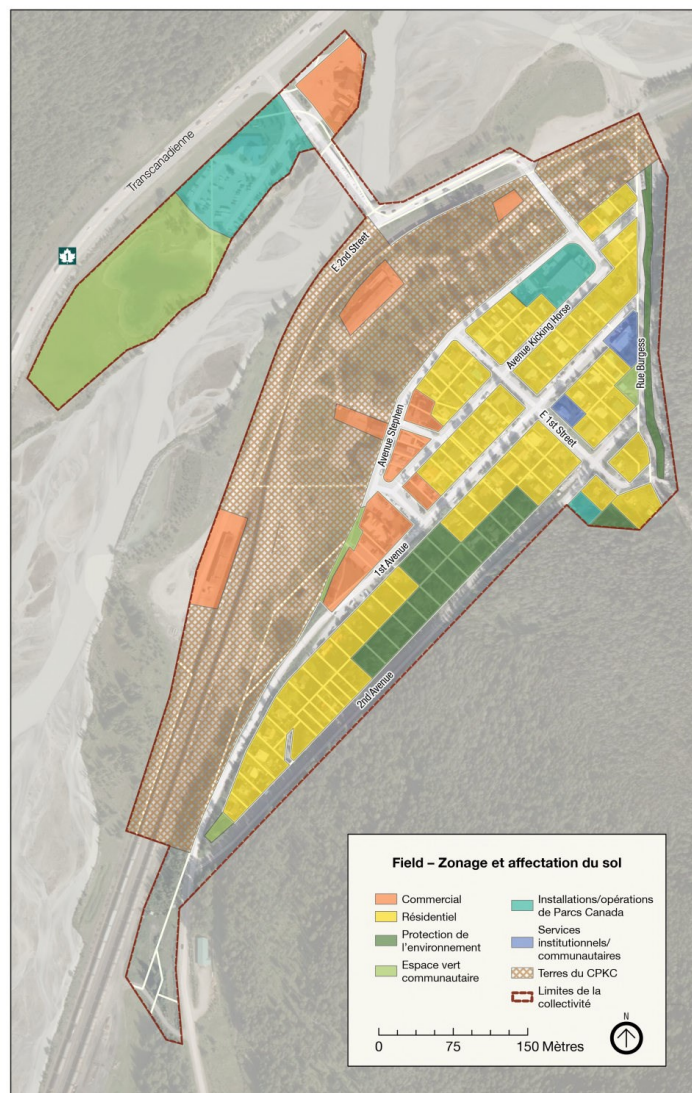 Transcanadienne
1
E 2nd Street
Avenue Kicking Horse
Rue Burgess
Avenue Stephen
E 1st Street
1st Avenue
2nd Avenue
Field – Zonage et affectation du sol
Commercial
Résidentiel
Protection de
l'environnement
Espace vert
communautaire
Installations/opérations
de Parcs Canada
Services
institutionnels/
communautaires
Terres du CPKC
Limites de la
collectivité
0 75 150 Mètres
N